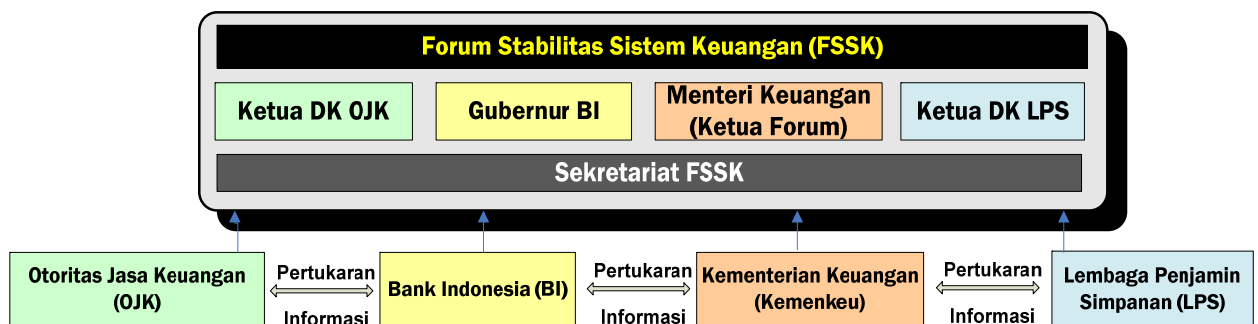 Forum Stabilitas Sistem Keuangan (FSSK)
Ketua DK OJK
Gubernur BI
Menteri Keuangan
(Ketua Forum)
Ketua DK LPS
Sekretariat FSSK
Otoritas Jasa Keuangan
(OJK)
Pertukaran
Informasi
Bank Indonesia (BI)
Pertukaran
Informasi
Kementerian Keuangan
(Kemenkeu)
Pertukaran
Informasi
Lembaga Penjamin
Simpanan (LPS)